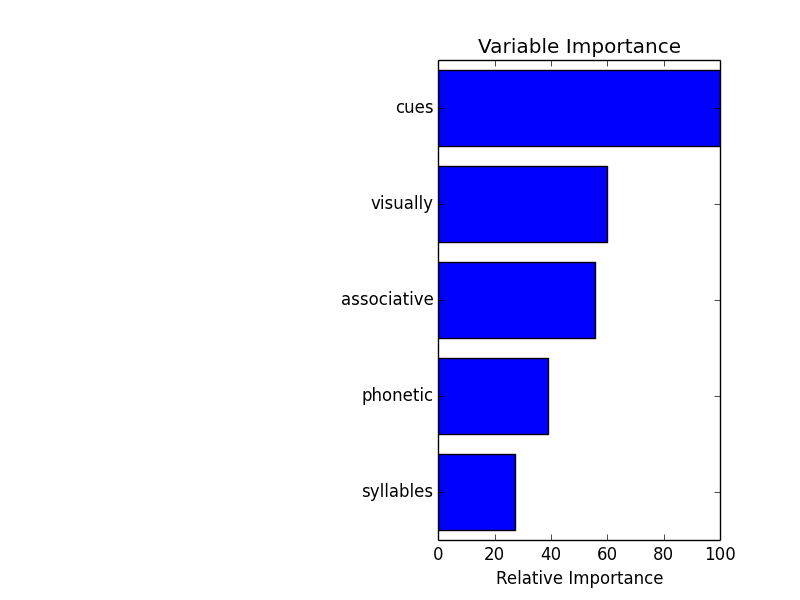 Variable Importance
cues
visually
associative
phonetic
syllables
0 20 40 60 80 100
Relative Importance